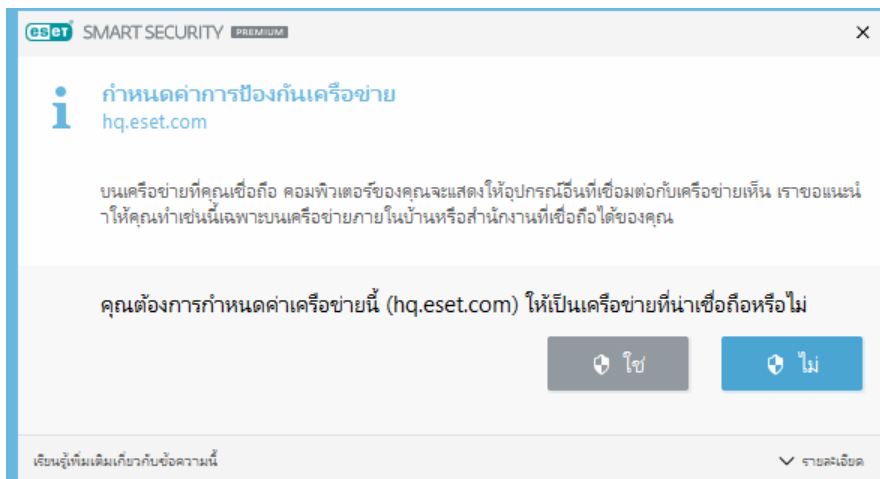 eset SMART SECURITY PREMIUM
กำหนดค่าการป้องกันเครือข่าย
hq.eset.com
บนเครือข่ายที่คุณเชื่อถือ คอมพิวเตอร์ของคุณจะแสดงให้อุปกรณ์อื่นที่เชื่อมต่อกับเครือข่ายเห็น เราขอแนะนำ
าให้คุณทำเช่นนี้เฉพาะบนเครือข่ายภายในบ้านหรือสำนักงานที่เชื่อถือได้ของคุณ
คุณต้องการกำหนดค่าเครือข่ายนี้ (hq.eset.com) ให้เป็นเครือข่ายที่น่าเชื่อถือหรือไม่
ใช่ ไม่
เรียนรู้เพิ่มเติมเกี่ยวกับข้อความนี้ รายละเอียด